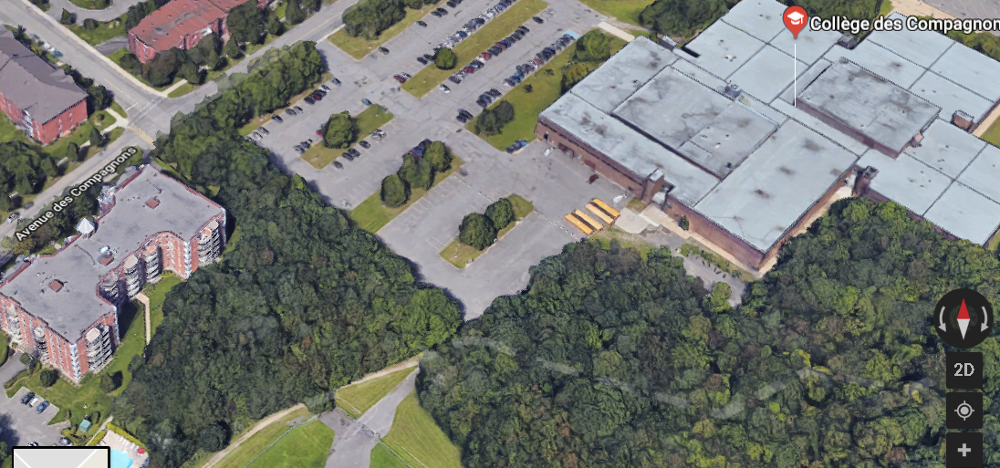 Collège des Compagnon
Avenue des Compagnons
2D